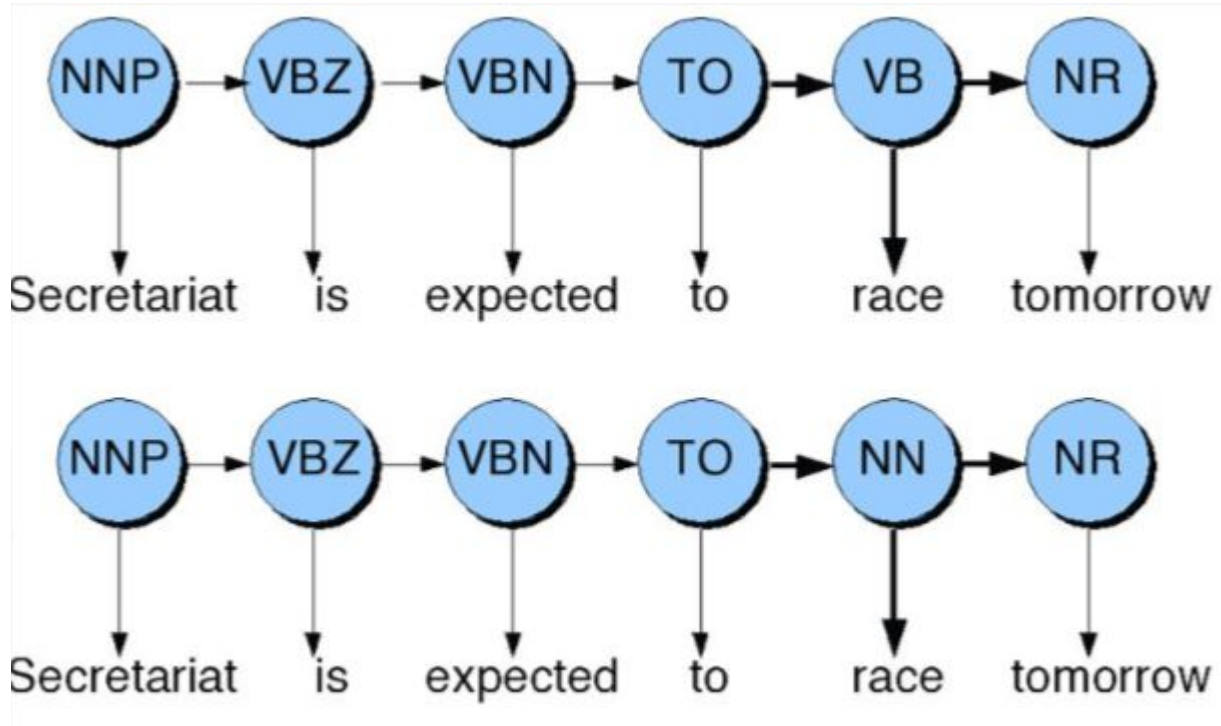 NNP VBZ VBN TO VB NR
Secretariat is expected to race tomorrow
NNP VBZ VBN TO NN NR
Secretariat is expected to race tomorrow